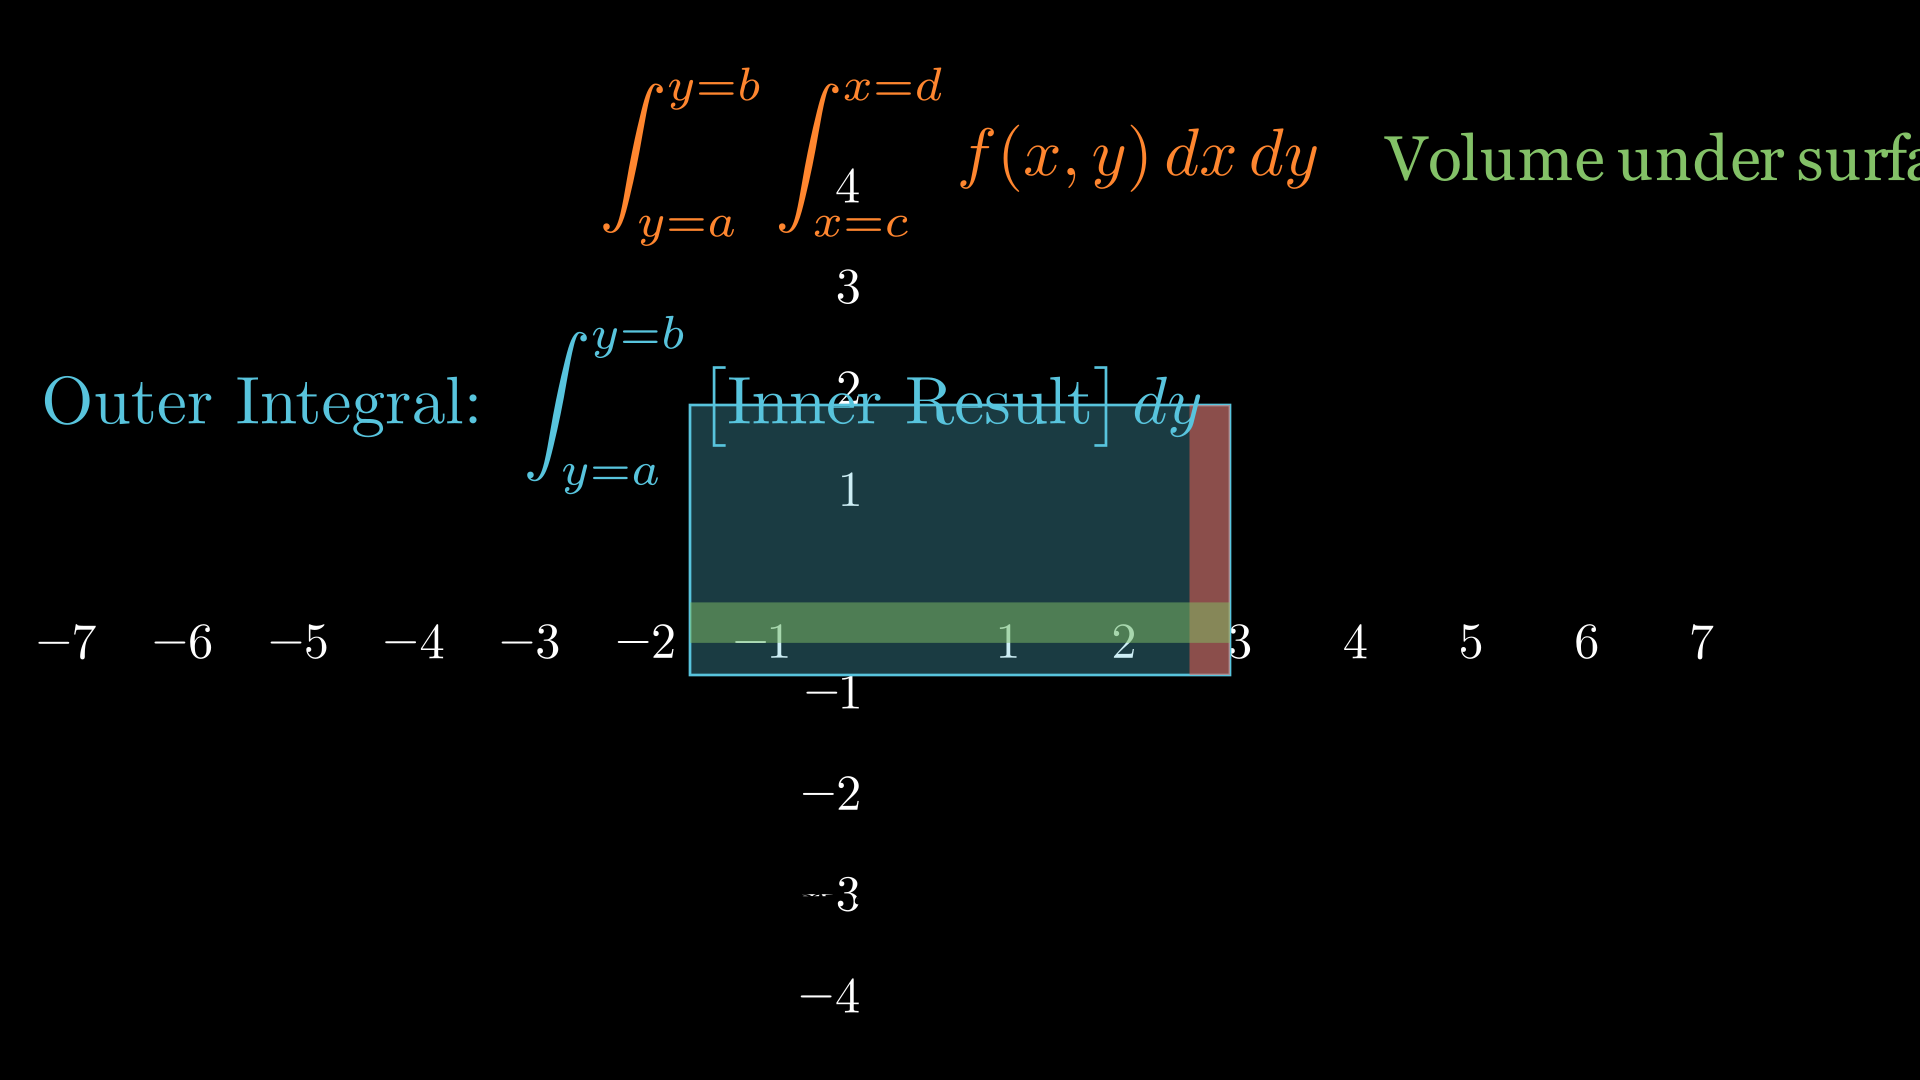 ∫_{y=a}^{y=b} ∫_{x=c}^{x=d} f(x, y) dx dy Volume under
4
3
Outer Integral: ∫_{y=a}^{y=b} [Inner Result] dy
2
1
−7 −6 −5 −4 −3 −2 −1 1 2 3 4 5 6 7
−1
−2
−3
−4